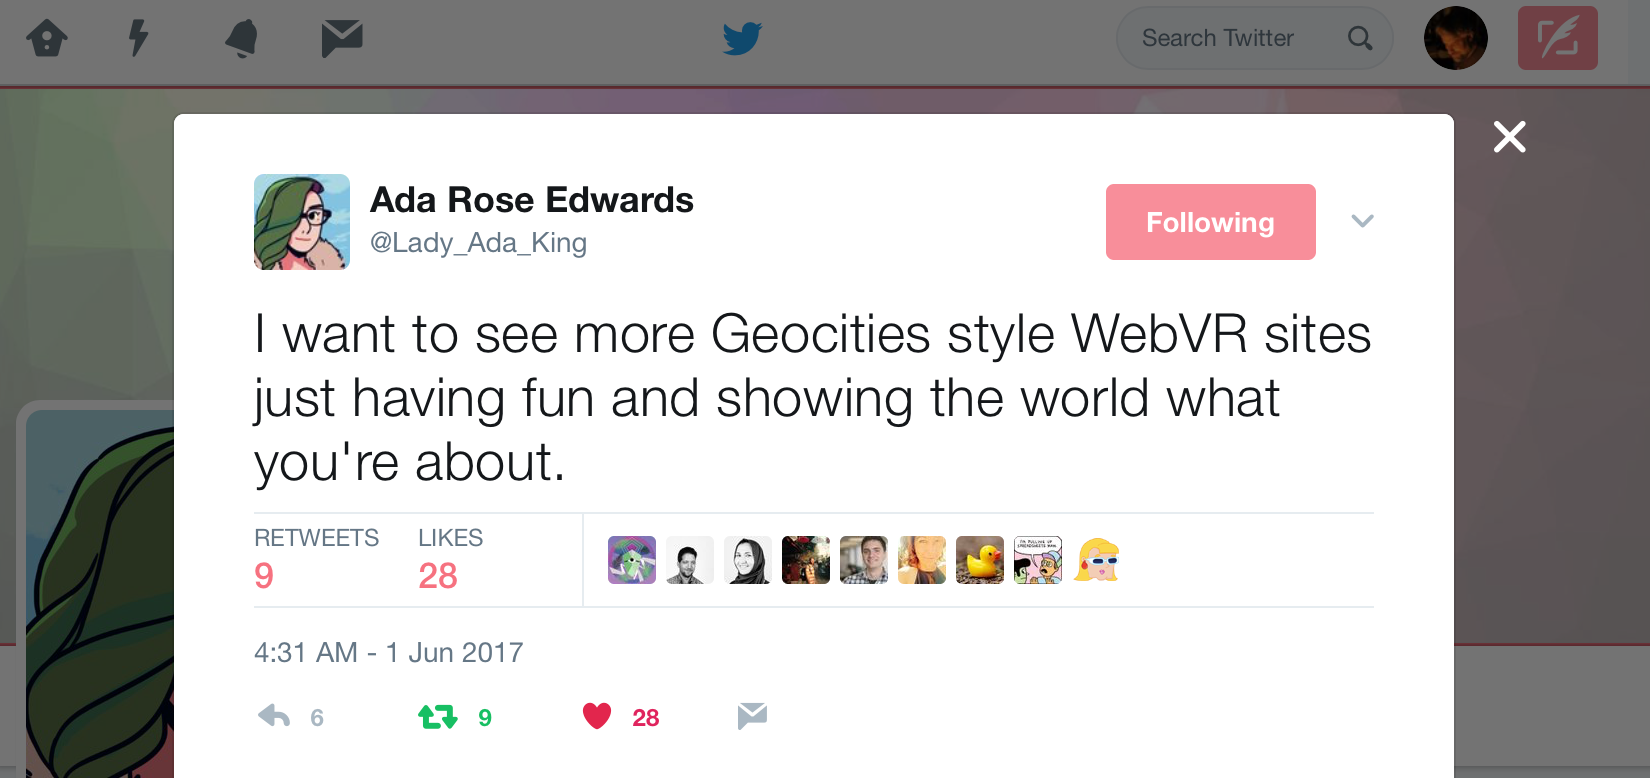 Search Twitter
Ada Rose Edwards
@Lady_Ada_King
Following
I want to see more Geocities style WebVR sites
just having fun and showing the world what
you're about.
RETWEETS LIKES
9 28
4:31 AM - 1 Jun 2017
6 9 28